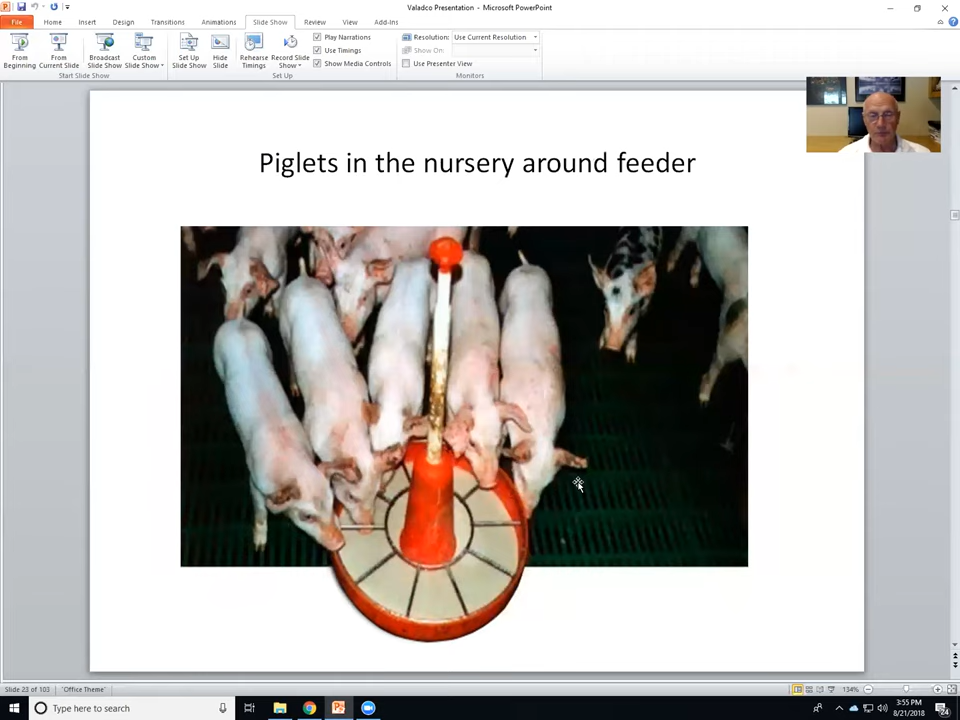 Valadco Presentation - Microsoft PowerPoint
File Home Insert Design Transitions Animations Slide Show Review View Add-Ins
From Beginning
From Current Slide
Broadcast Slide Show
Custom Slide Show
Start Slide Show
Set Up Slide Show
Hide Slide
Rehearse Timings
Record Slide Show
Play Narrations
Use Timings
Show Media Controls
Set Up
Resolution: Use Current Resolution
Show On:
Use Presenter View
Monitors
Piglets in the nursery around feeder
Slide 23 of 103 "Office Theme" 134%
Type here to search
3:55 PM
8/21/2018
24